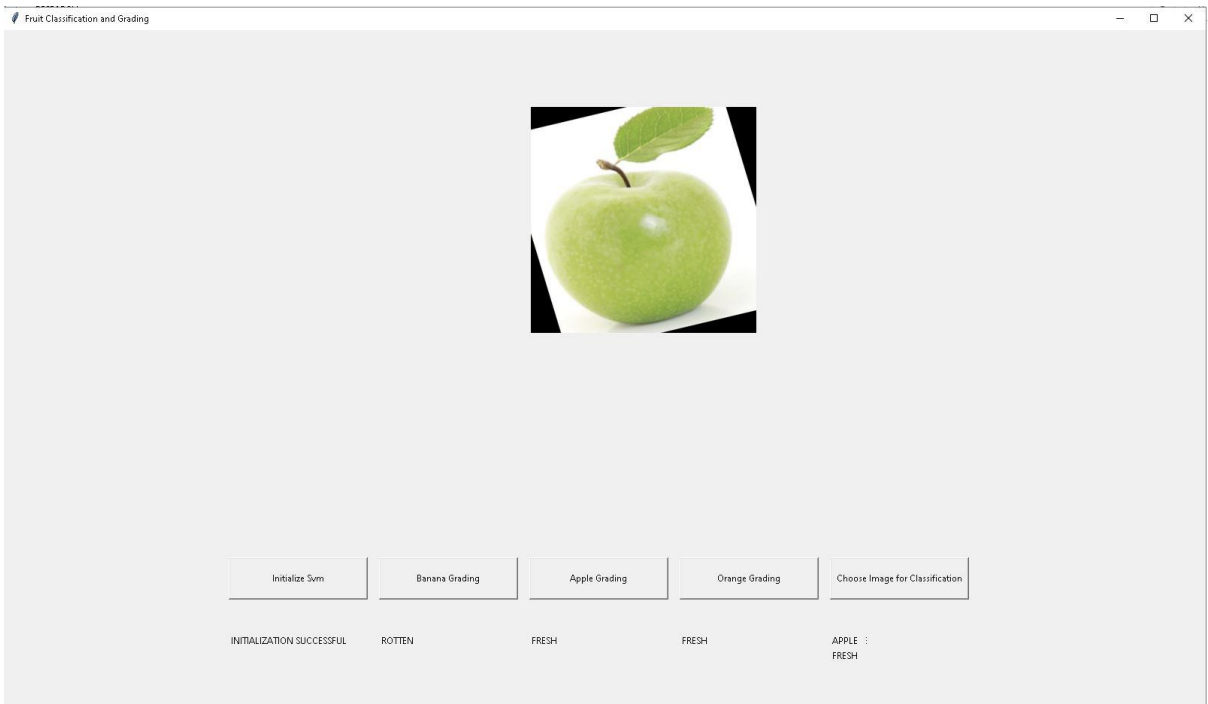 Fruit Classification and Grading
Initialize Svm
Banana Grading
Apple Grading
Orange Grading
Choose Image for Classification
INITIALIZATION SUCCESSFUL
ROTTEN
FRESH
FRESH
APPLE :
FRESH